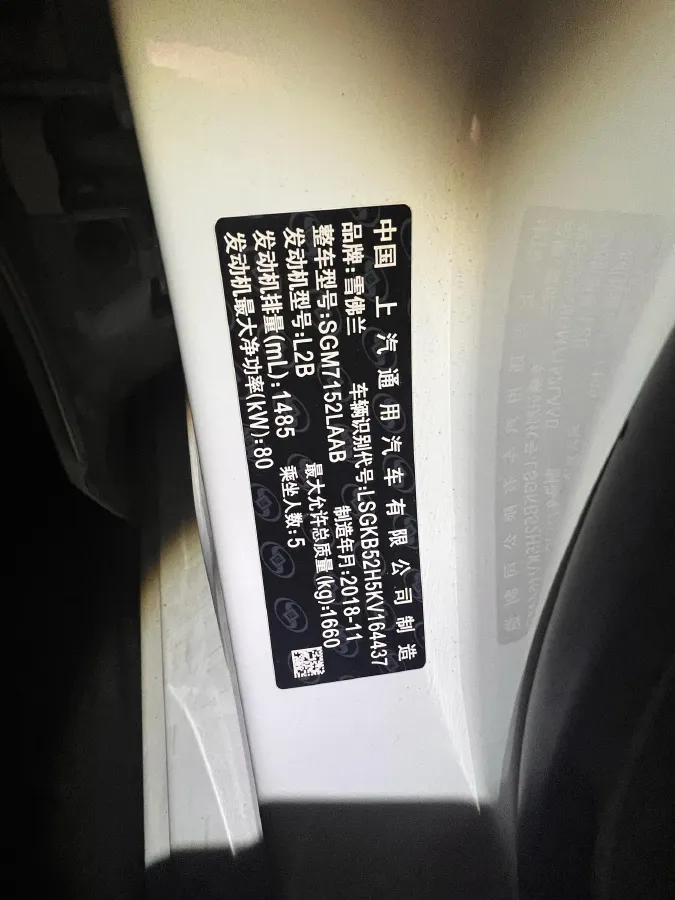 中国 上汽通用汽车有限公司制造
品牌:雪佛兰 车辆识别代号:LSGKB52H5KV164437
整车型号:SGM7152LAAB 制造年月:2018-11
发动机型号:L2B 最大允许总质量(kg):1660
发动机排量(mL):1485 乘坐人数:5
发动机最大净功率(kW):80